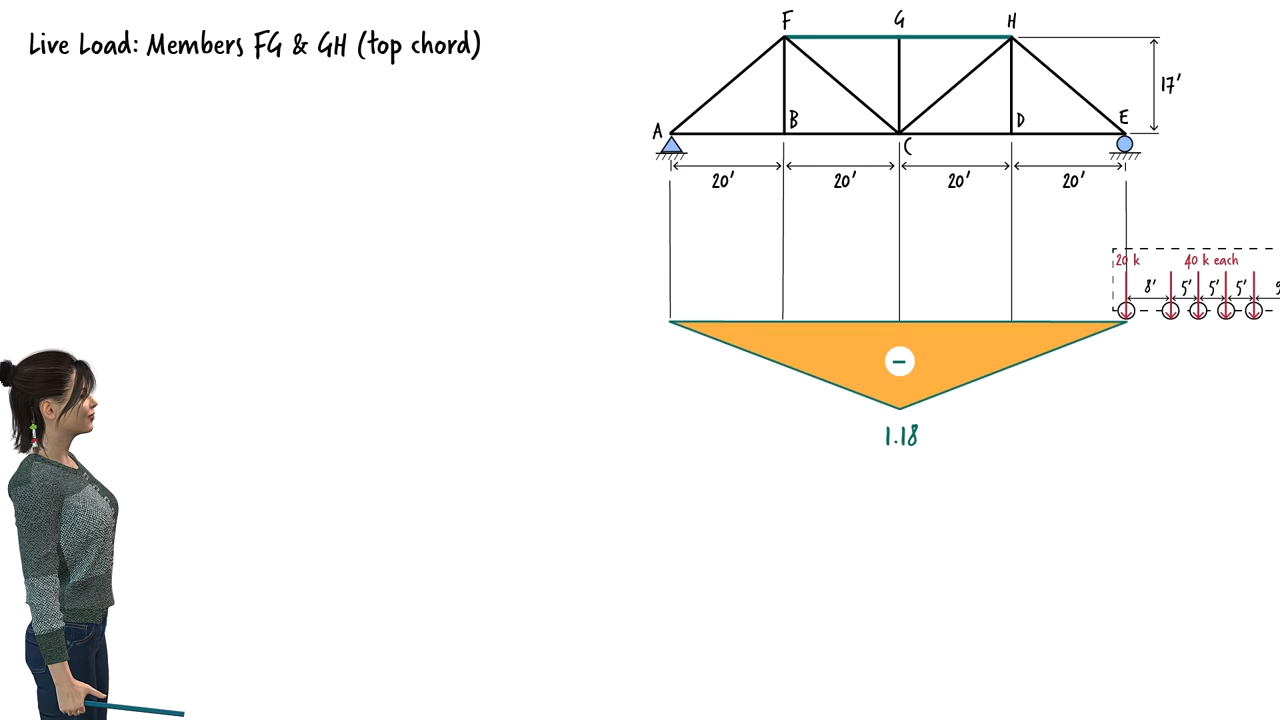 Live Load: Members FG & GH (top chord)
F G H
17'
A B C D E
20' 20' 20' 20'
20 k 40 k each
8' 5' 5' 5'
−
1.18